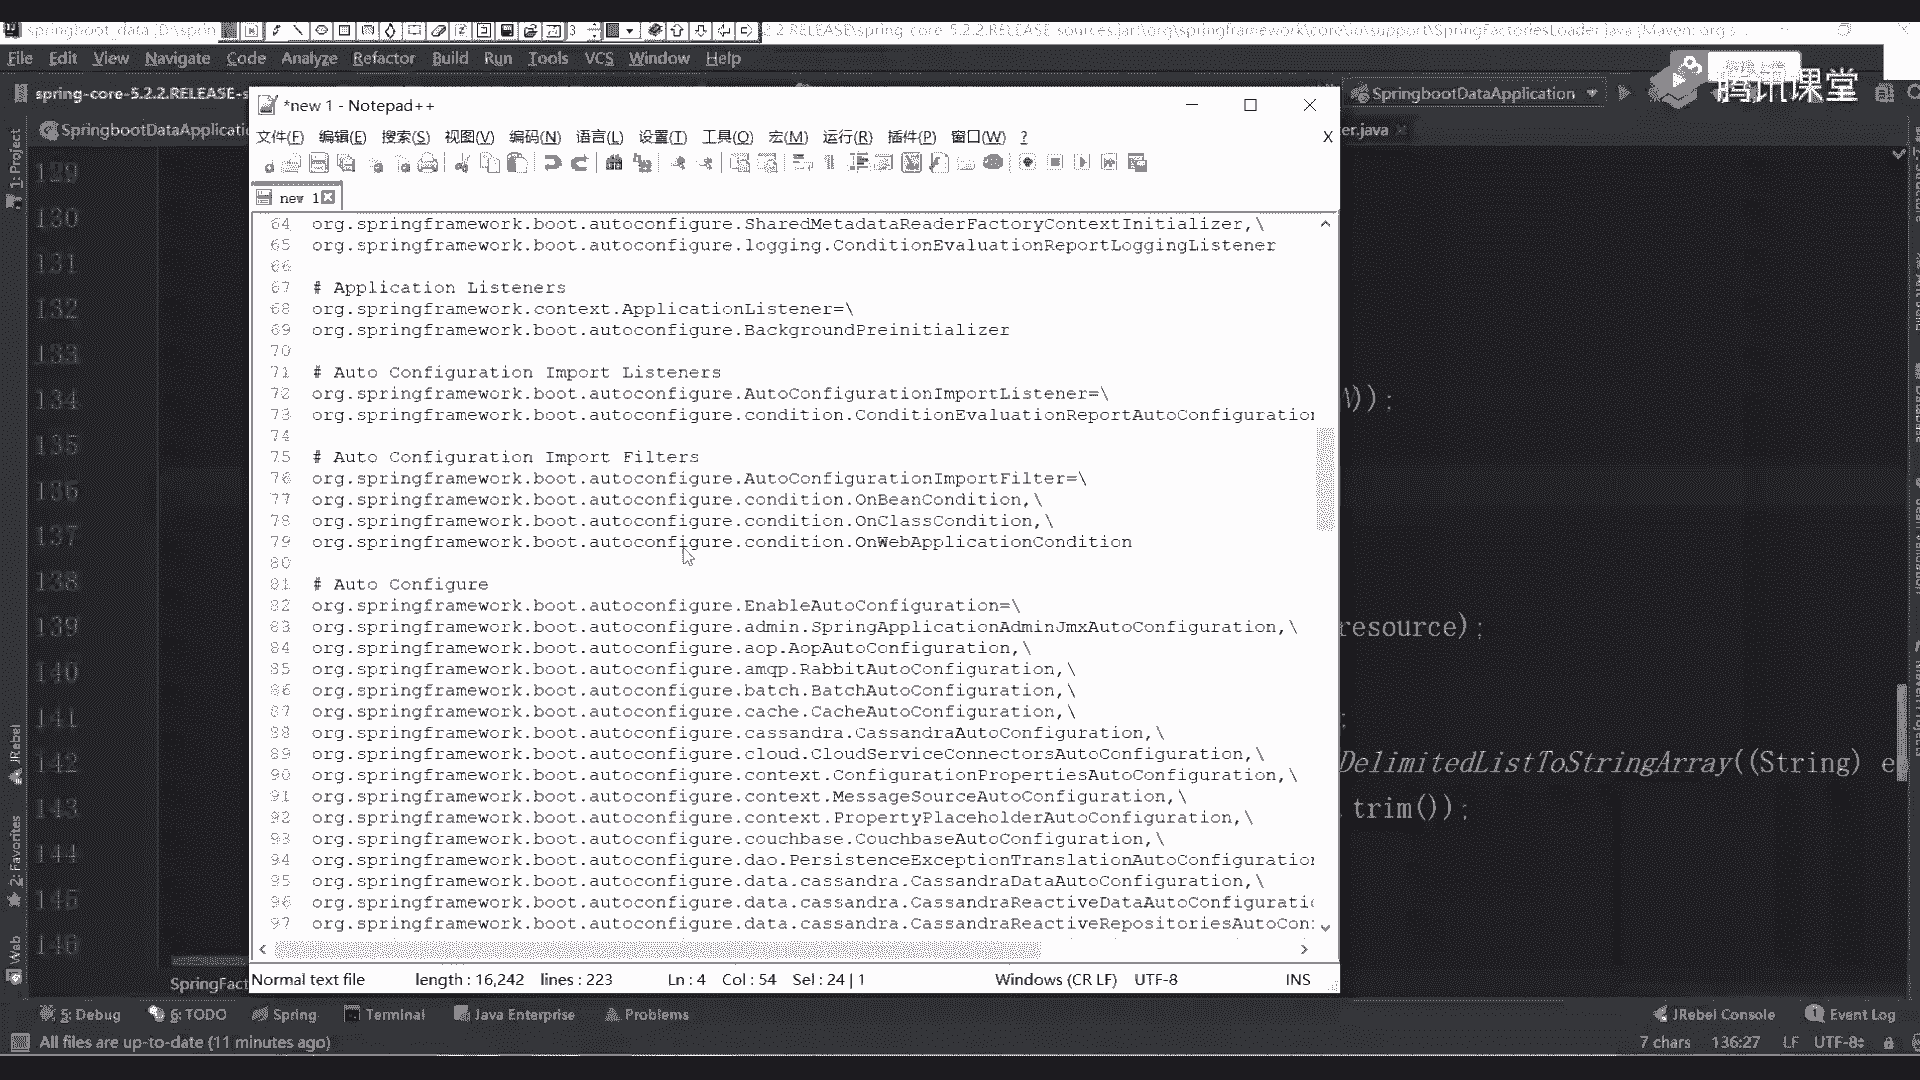 springboot_data [D:\sprin
2.2.RELEASE\spring-core-5.2.2.RELEASE-sources.jar!\org\springframework\core\io\support\SpringFactoriesLoader.java [Maven: org.s...
File Edit View Navigate Code Analyze Refactor Build Run Tools VCS Window Help
spring-core-5.2.2.RELEASE-s
SpringbootDataApplication
腾讯课堂
SpringbootDataApplicatio
er.java
*new 1 - Notepad++
文件(F) 编辑(E) 搜索(S) 视图(V) 编码(N) 语言(L) 设置(T) 工具(O) 宏(M) 运行(R) 插件(P) 窗口(W) ? X
new 1
64 org.springframework.boot.autoconfigure.SharedMetadataReaderFactoryContextInitializer,\
65 org.springframework.boot.autoconfigure.logging.ConditionEvaluationReportLoggingListener
66
67 # Application Listeners
68 org.springframework.context.ApplicationListener=\
69 org.springframework.boot.autoconfigure.BackgroundPreinitializer
70
71 # Auto Configuration Import Listeners
72 org.springframework.boot.autoconfigure.AutoConfigurationImportListener=\
73 org.springframework.boot.autoconfigure.condition.ConditionEvaluationReportAutoConfiguration
74
75 # Auto Configuration Import Filters
76 org.springframework.boot.autoconfigure.AutoConfigurationImportFilter=\
77 org.springframework.boot.autoconfigure.condition.OnBeanCondition,\
78 org.springframework.boot.autoconfigure.condition.OnClassCondition,\
79 org.springframework.boot.autoconfigure.condition.OnWebApplicationCondition
80
81 # Auto Configure
82 org.springframework.boot.autoconfigure.EnableAutoConfiguration=\
83 org.springframework.boot.autoconfigure.admin.SpringApplicationAdminJmxAutoConfiguration,\
84 org.springframework.boot.autoconfigure.aop.AopAutoConfiguration,\
85 org.springframework.boot.autoconfigure.amqp.RabbitAutoConfiguration,\
86 org.springframework.boot.autoconfigure.batch.BatchAutoConfiguration,\
87 org.springframework.boot.autoconfigure.cache.CacheAutoConfiguration,\
88 org.springframework.boot.autoconfigure.cassandra.CassandraAutoConfiguration,\
89 org.springframework.boot.autoconfigure.cloud.CloudServiceConnectorsAutoConfiguration,\
90 org.springframework.boot.autoconfigure.context.ConfigurationPropertiesAutoConfiguration,\
91 org.springframework.boot.autoconfigure.context.MessageSourceAutoConfiguration,\
92 org.springframework.boot.autoconfigure.context.PropertyPlaceholderAutoConfiguration,\
93 org.springframework.boot.autoconfigure.couchbase.CouchbaseAutoConfiguration,\
94 org.springframework.boot.autoconfigure.dao.PersistenceExceptionTranslationAutoConfiguration
95 org.springframework.boot.autoconfigure.data.cassandra.CassandraDataAutoConfiguration,\
96 org.springframework.boot.autoconfigure.data.cassandra.CassandraReactiveDataAutoConfigurati
97 org.springframework.boot.autoconfigure.data.cassandra.CassandraReactiveRepositoriesAutoCon
Normal text file length : 16,242 lines : 223 Ln : 4 Col : 54 Sel : 24 | 1 Windows (CR LF) UTF-8 INS
1: Project
JRebel
2: Favorites
Web
129
130
131
132
133
134
135
136
137
138
139
140
141
142
143
144
145
146
));
resource);
;
DelimitedListToStringArray((String) e
.trim());
SpringFact
5: Debug 6: TODO Spring Terminal Java Enterprise Problems JRebel Console Event Log
All files are up-to-date (11 minutes ago) 7 chars 136:27 LF UTF-8